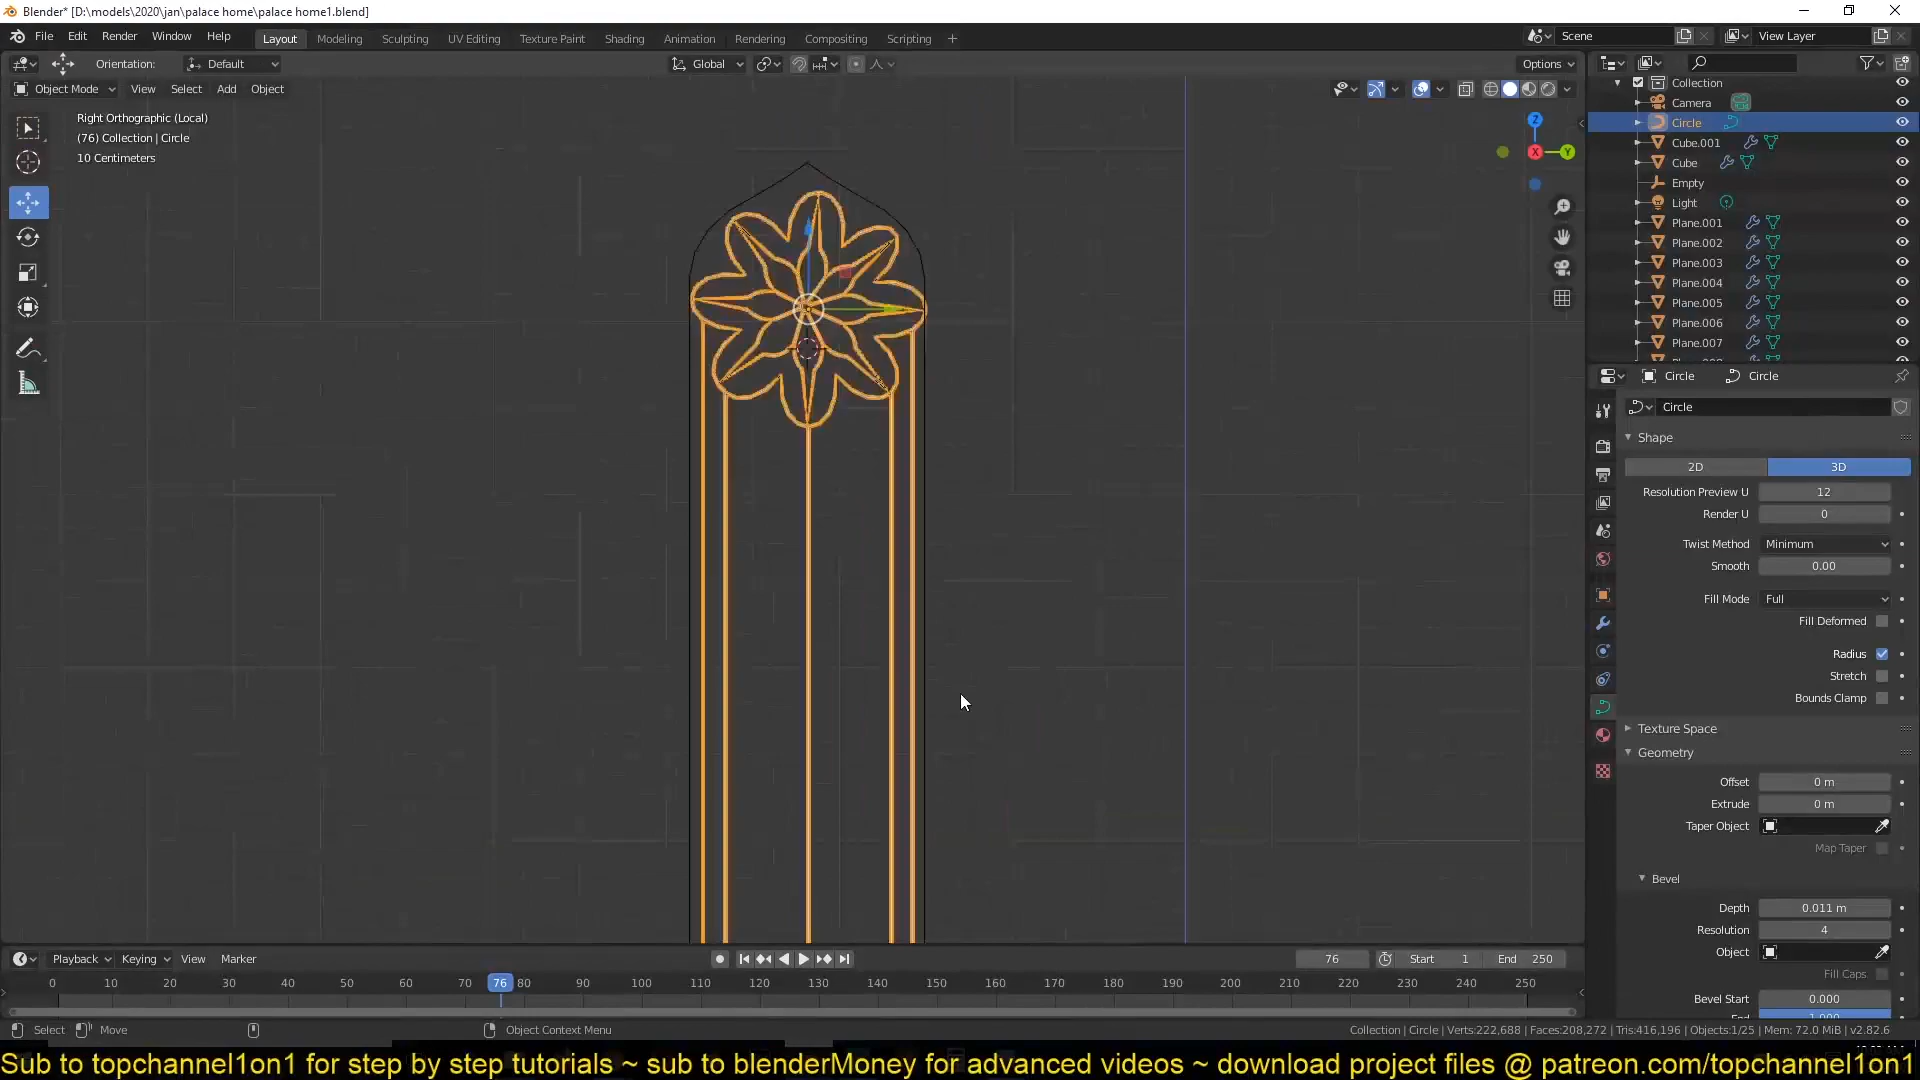 Blender* [D:\models\2020\jan\palace home\palace home1.blend]
File Edit Render Window Help Layout Modeling Sculpting UV Editing Texture Paint Shading Animation Rendering Compositing Scripting + Scene View Layer
Orientation: Default Global Options
Object Mode View Select Add Object
Right Orthographic (Local)
(76) Collection | Circle
10 Centimeters
Z
X
Y
Collection
Camera
Circle
Cube.001
Cube
Empty
Light
Plane.001
Plane.002
Plane.003
Plane.004
Plane.005
Plane.006
Plane.007
Circle Circle
Circle
Shape
2D 3D
Resolution Preview U 12
Render U 0
Twist Method Minimum
Smooth 0.00
Fill Mode Full
Fill Deformed
Radius
Stretch
Bounds Clamp
Texture Space
Geometry
Offset 0 m
Extrude 0 m
Taper Object
Map Taper
Bevel
Depth 0.011 m
Resolution 4
Object
Fill Caps
Bevel Start 0.000
Playback Keying View Marker 76 Start 1 End 250
0 10 20 30 40 50 60 70 76 80 90 100 110 120 130 140 150 160 170 180 190 200 210 220 230 240 250
Select Move Object Context Menu Collection | Circle | Verts:222,688 | Faces:208,272 | Tris:416,196 | Objects:1/25 | Mem: 72.0 MiB | v2.82.6
Sub to topchannel1on1 for step by step tutorials ~ sub to blenderMoney for advanced videos ~ download project files @ patreon.com/topchannel1on1